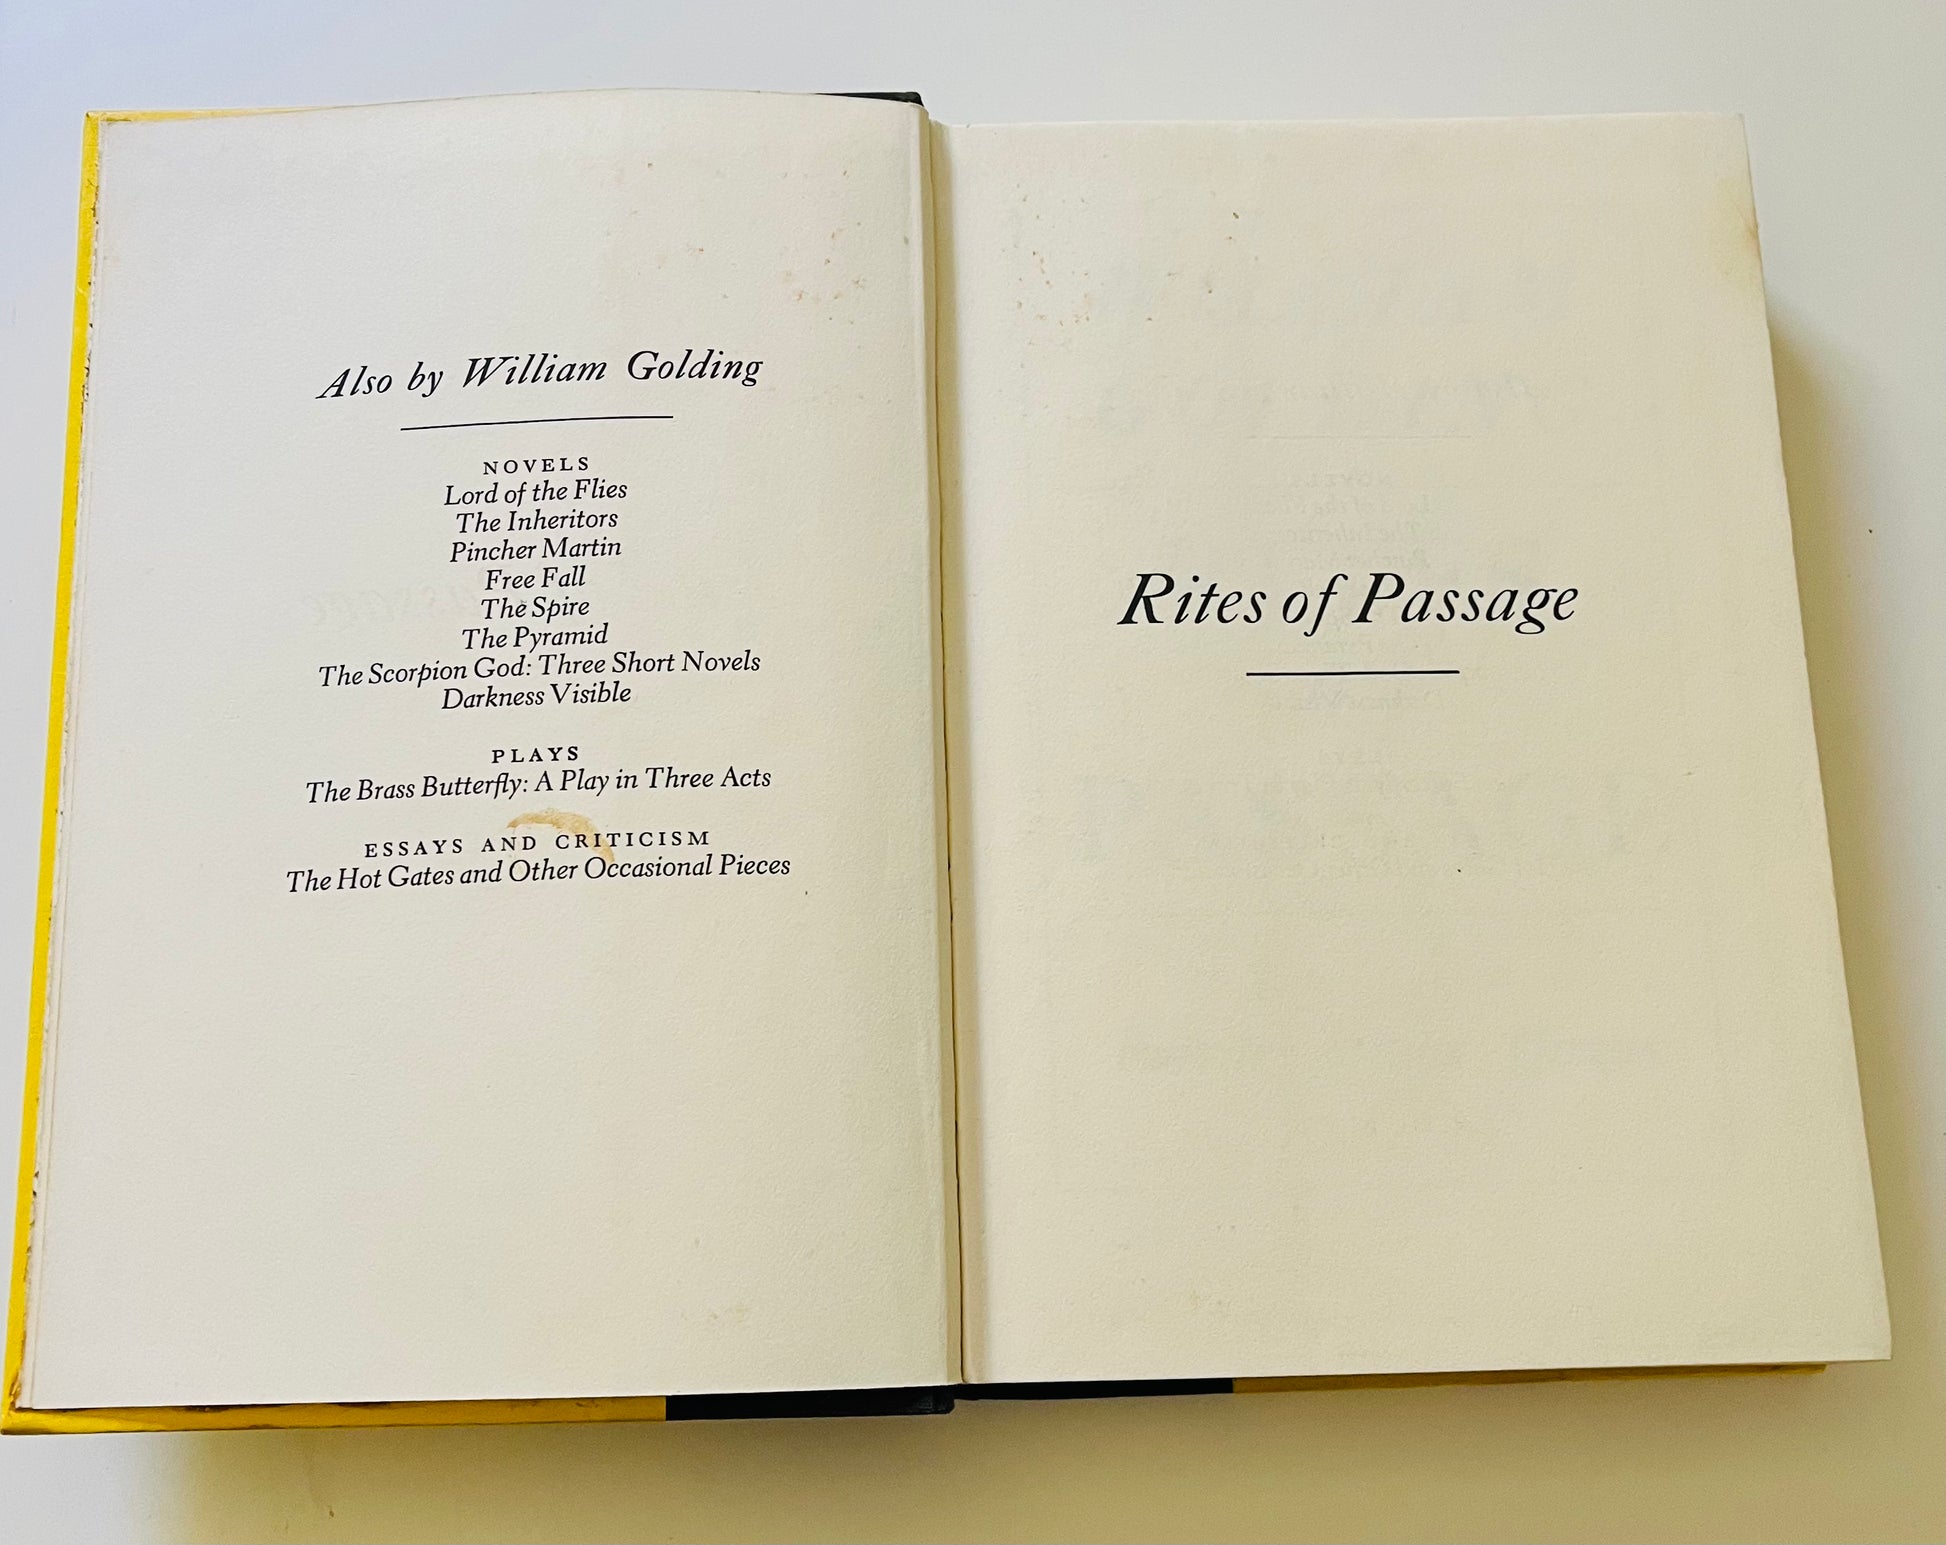 Also by William Golding
NOVELS
Lord of the Flies
The Inheritors
Pincher Martin
Free Fall
The Spire
The Pyramid
The Scorpion God: Three Short Novels
Darkness Visible
PLAYS
The Brass Butterfly: A Play in Three Acts
ESSAYS AND CRITICISM
The Hot Gates and Other Occasional Pieces
Rites of Passage